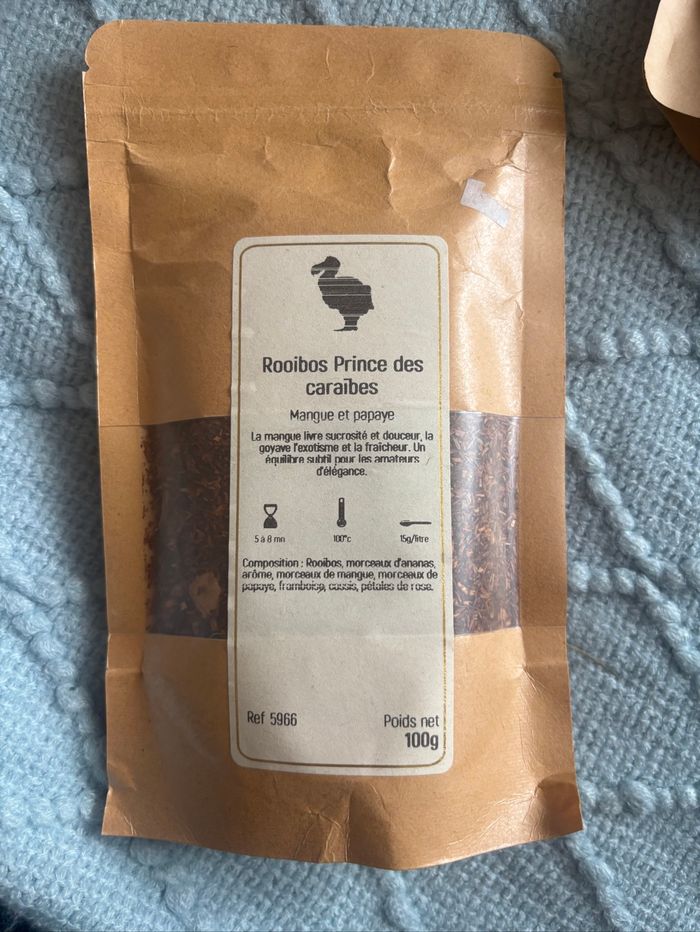 Rooibos Prince des
caraïbes
Mangue et papaye
La mangue livre sucrosité et douceur, la
goyave l'exotisme et la fraîcheur. Un
équilibre subtil pour les amateurs
d'élégance.
5 à 8 mn
100°c
15g/litre
Composition : Rooibos, morceaux d'ananas,
arôme, morceaux de mangue, morceaux de
papaye, framboise, cassis, pétales de rose.
Ref 5966
Poids net
100g